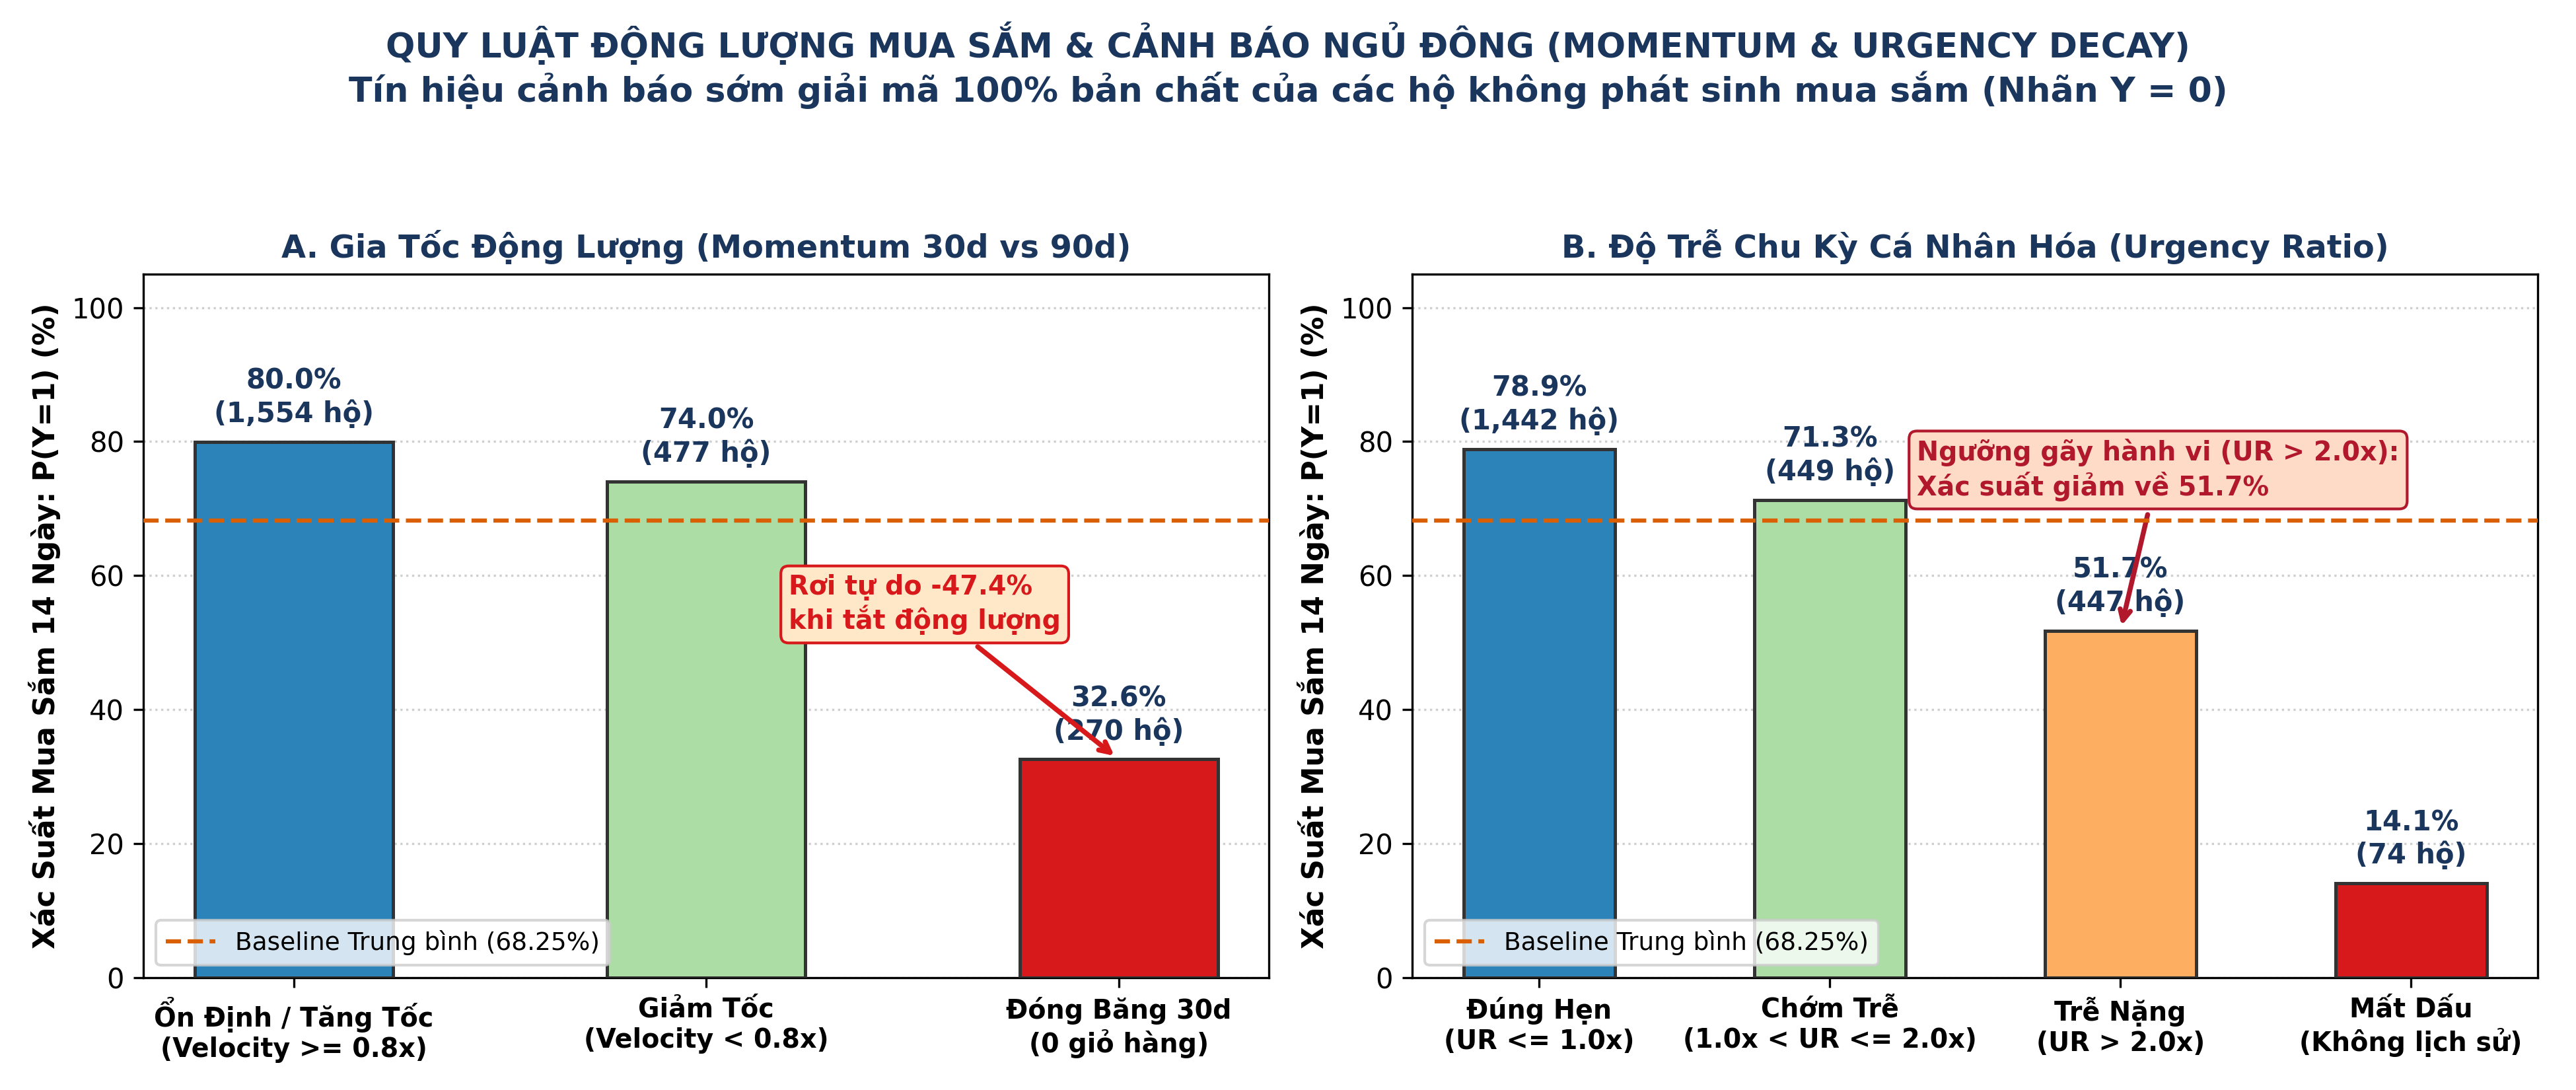 QUY LUẬT ĐỘNG LƯỢNG MUA SẮM & CẢNH BÁO NGỦ ĐÔNG (MOMENTUM & URGENCY DECAY)
Tín hiệu cảnh báo sớm giải mã 100% bản chất của các hộ không phát sinh mua sắm (Nhãn Y = 0)
A. Gia Tốc Động Lượng (Momentum 30d vs 90d)
Xác Suất Mua Sắm 14 Ngày: P(Y=1) (%)
100
80
60
40
20
0
80.0%
(1,554 hộ)
74.0%
(477 hộ)
Rơi tự do -47.4%
khi tắt động lượng
32.6%
(270 hộ)
Baseline Trung bình (68.25%)
Ổn Định / Tăng Tốc
(Velocity >= 0.8x)
Giảm Tốc
(Velocity < 0.8x)
Đóng Băng 30d
(0 giỏ hàng)
B. Độ Trễ Chu Kỳ Cá Nhân Hóa (Urgency Ratio)
Xác Suất Mua Sắm 14 Ngày: P(Y=1) (%)
100
80
60
40
20
0
78.9%
(1,442 hộ)
71.3%
(449 hộ)
Ngưỡng gãy hành vi (UR > 2.0x):
Xác suất giảm về 51.7%
51.7%
(447 hộ)
14.1%
(74 hộ)
Baseline Trung bình (68.25%)
Đúng Hẹn
(UR <= 1.0x)
Chớm Trễ
(1.0x < UR <= 2.0x)
Trễ Nặng
(UR > 2.0x)
Mất Dấu
(Không lịch sử)